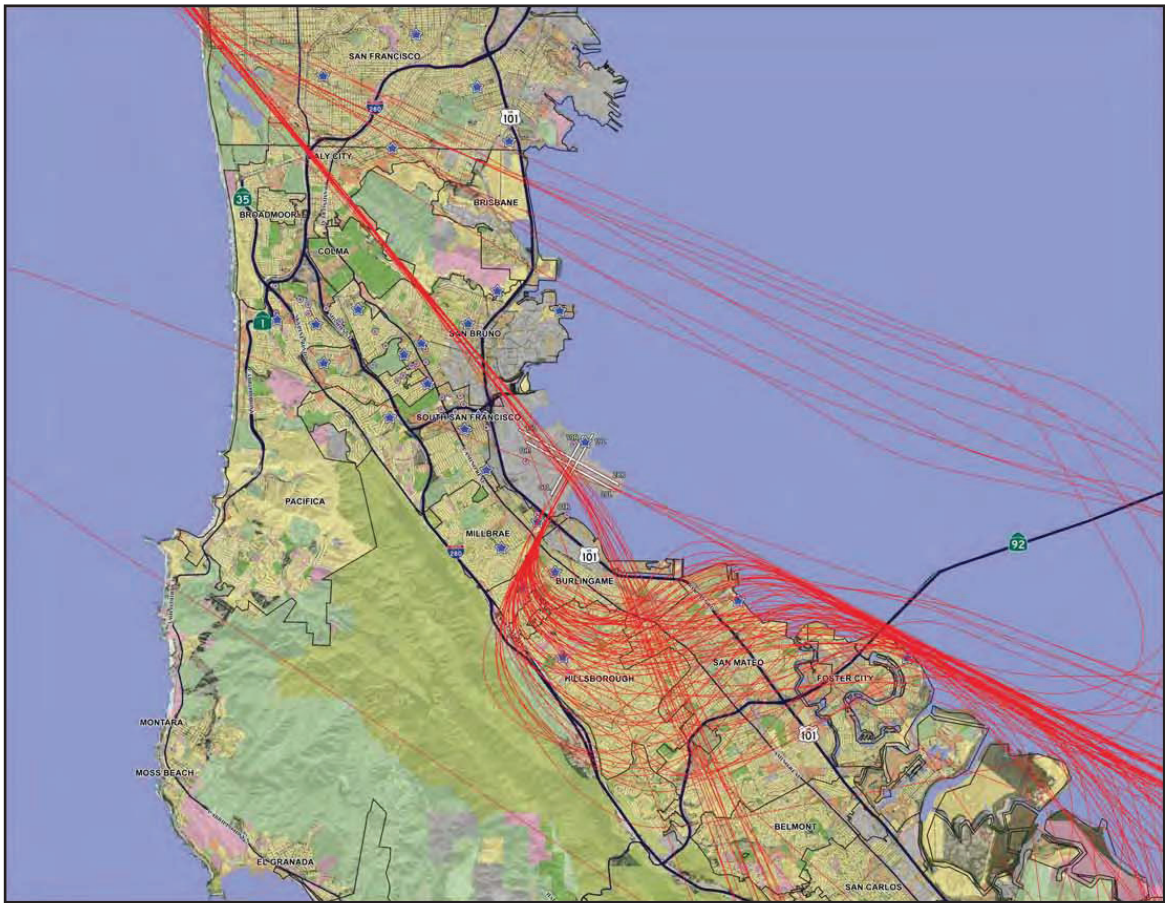 SAN FRANCISCO
280
101
ALY CITY
35
BROADMOOR
BRISBANE
COLMA
1
SAN BRUNO
SOUTH SAN FRANCISCO
PACIFICA
MILLBRAE
280
101
92
BURLINGAME
SAN MATEO
HILLSBOROUGH
FOSTER CITY
MONTARA
101
MOSS BEACH
BELMONT
EL GRANADA
SAN CARLOS